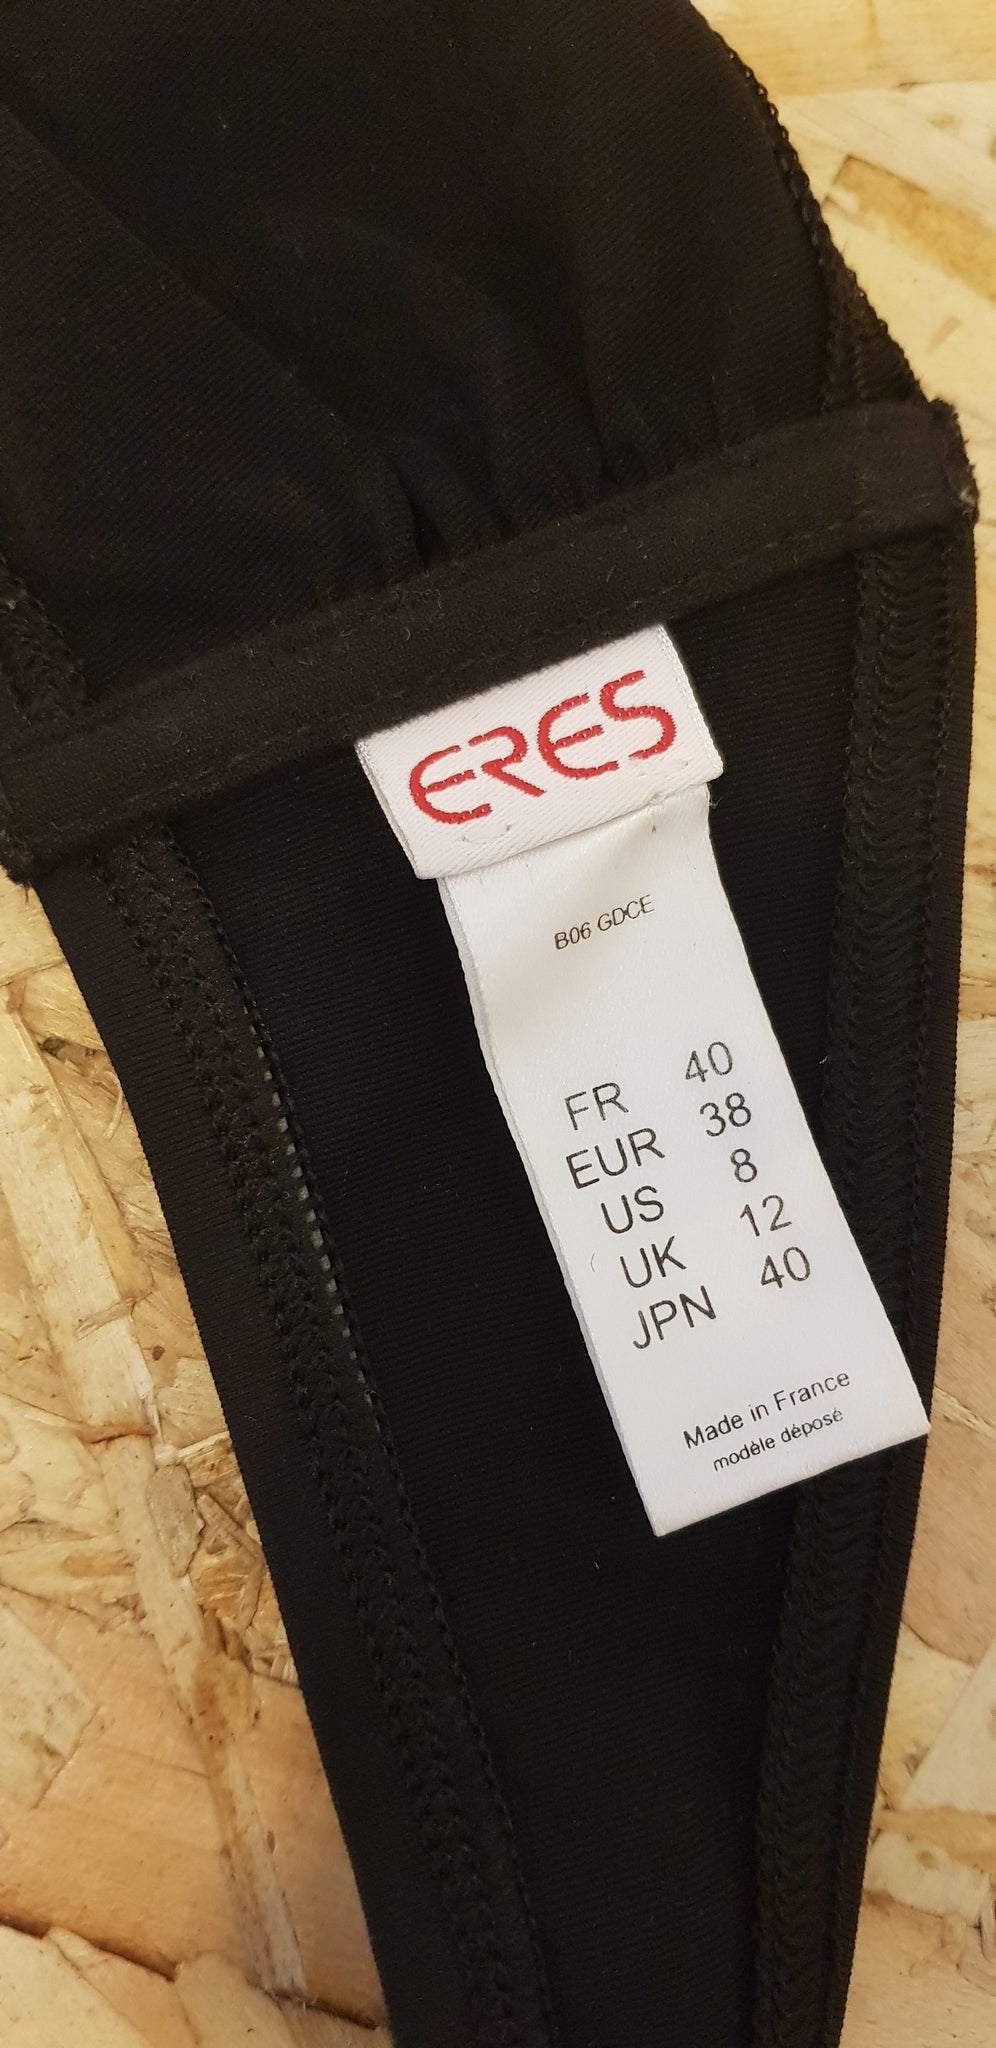 ERES
B06 GDCE
FR 40
EUR 38
US 8
UK 12
JPN 40
Made in France
modèle déposé